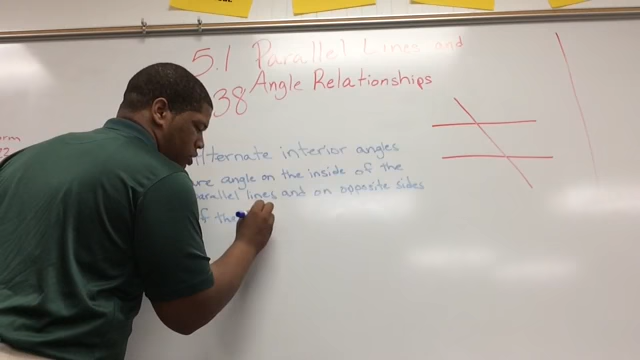 5.1 Parallel Lines and
38 Angle Relationships
lternate interior angles
are angle on the inside of the
parallel lines and on opposite sides
f the